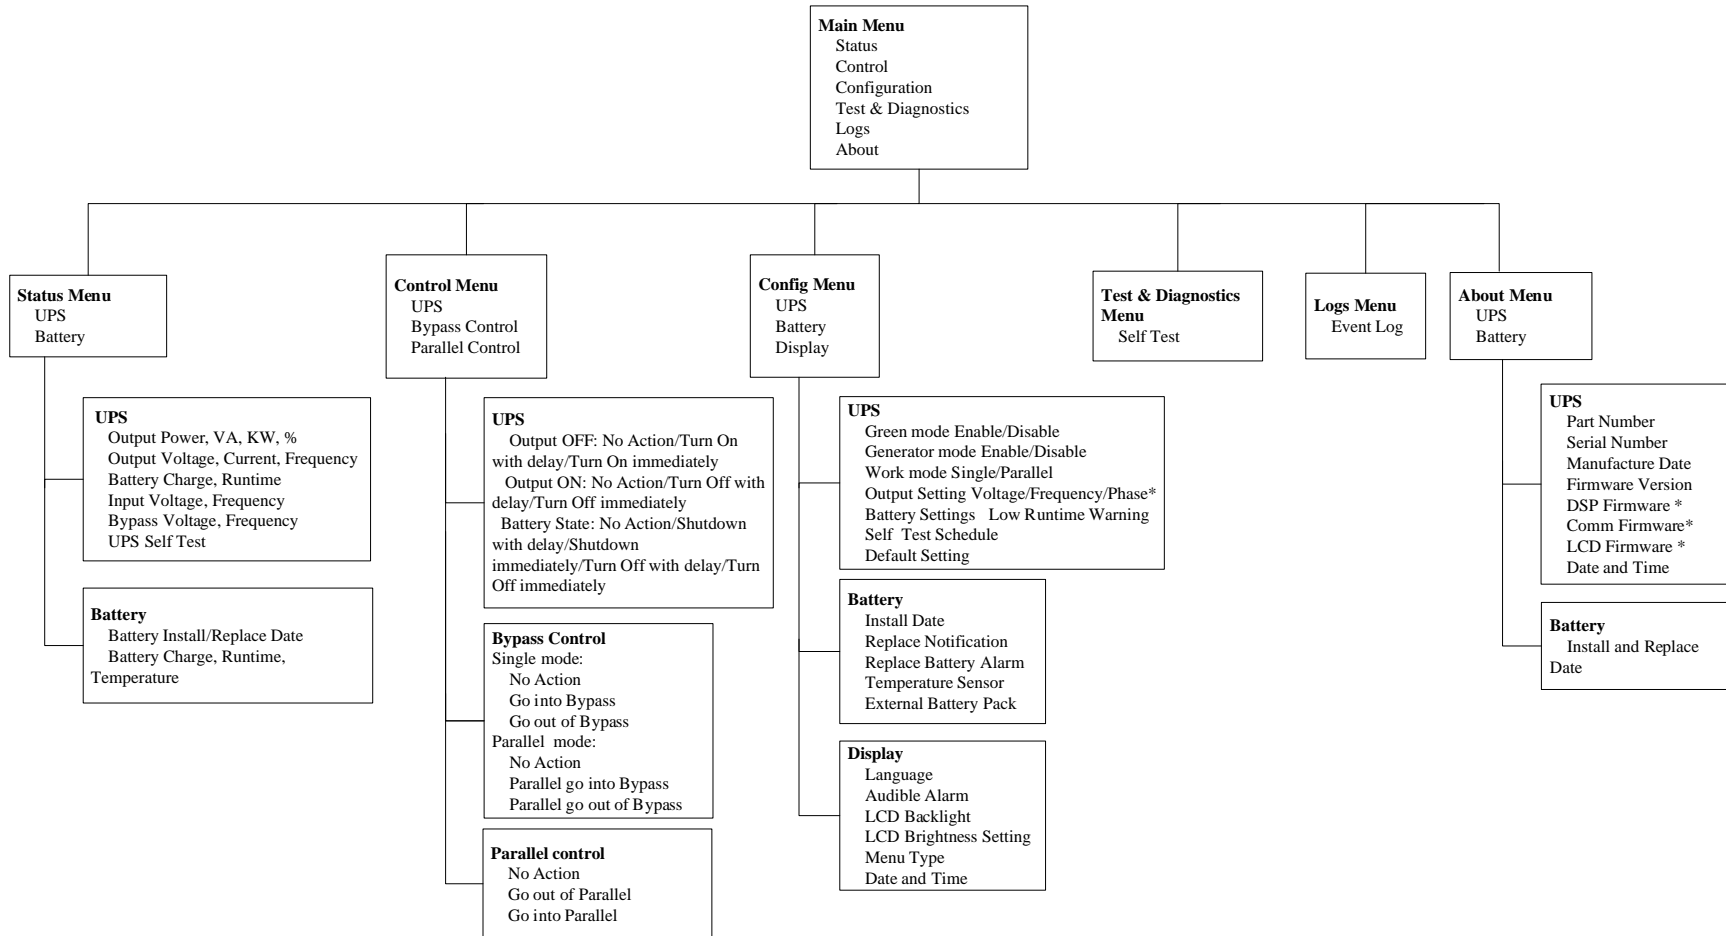 Main Menu
Status
Control
Configuration
Test & Diagnostics
Logs
About
Status Menu
UPS
Battery
Control Menu
UPS
Bypass Control
Parallel Control
Config Menu
UPS
Battery
Display
Test & Diagnostics
Menu
Self Test
Logs Menu
Event Log
About Menu
UPS
Battery
UPS
Output Power, VA, KW, %
Output Voltage, Current, Frequency
Battery Charge, Runtime
Input Voltage, Frequency
Bypass Voltage, Frequency
UPS Self Test
Battery
Battery Install/Replace Date
Battery Charge, Runtime,
Temperature
UPS
Output OFF: No Action/Turn On
with delay/Turn On immediately
Output ON: No Action/Turn Off with
delay/Turn Off immediately
Battery State: No Action/Shutdown
with delay/Shutdown
immediately/Turn Off with delay/Turn
Off immediately
Bypass Control
Single mode:
No Action
Go into Bypass
Go out of Bypass
Parallel mode:
No Action
Parallel go into Bypass
Parallel go out of Bypass
Parallel control
No Action
Go out of Parallel
Go into Parallel
UPS
Green mode Enable/Disable
Generator mode Enable/Disable
Work mode Single/Parallel
Output Setting Voltage/Frequency/Phase*
Battery Settings Low Runtime Warning
Self Test Schedule
Default Setting
Battery
Install Date
Replace Notification
Replace Battery Alarm
Temperature Sensor
External Battery Pack
Display
Language
Audible Alarm
LCD Backlight
LCD Brightness Setting
Menu Type
Date and Time
UPS
Part Number
Serial Number
Manufacture Date
Firmware Version
DSP Firmware *
Comm Firmware*
LCD Firmware *
Date and Time
Battery
Install and Replace
Date